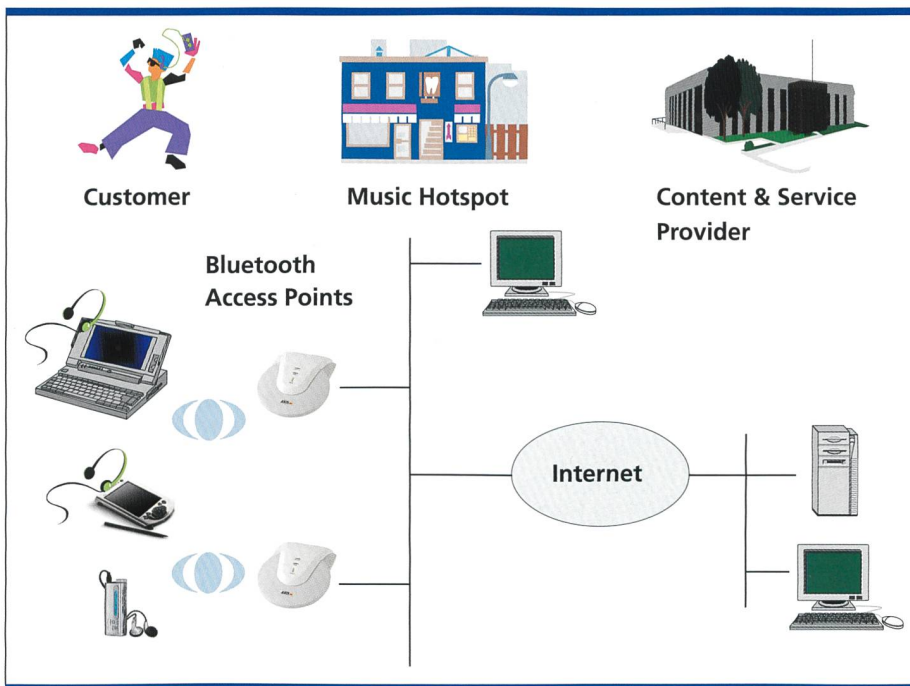 Customer
Music Hotspot
Content & Service
Provider
Bluetooth
Access Points
Internet